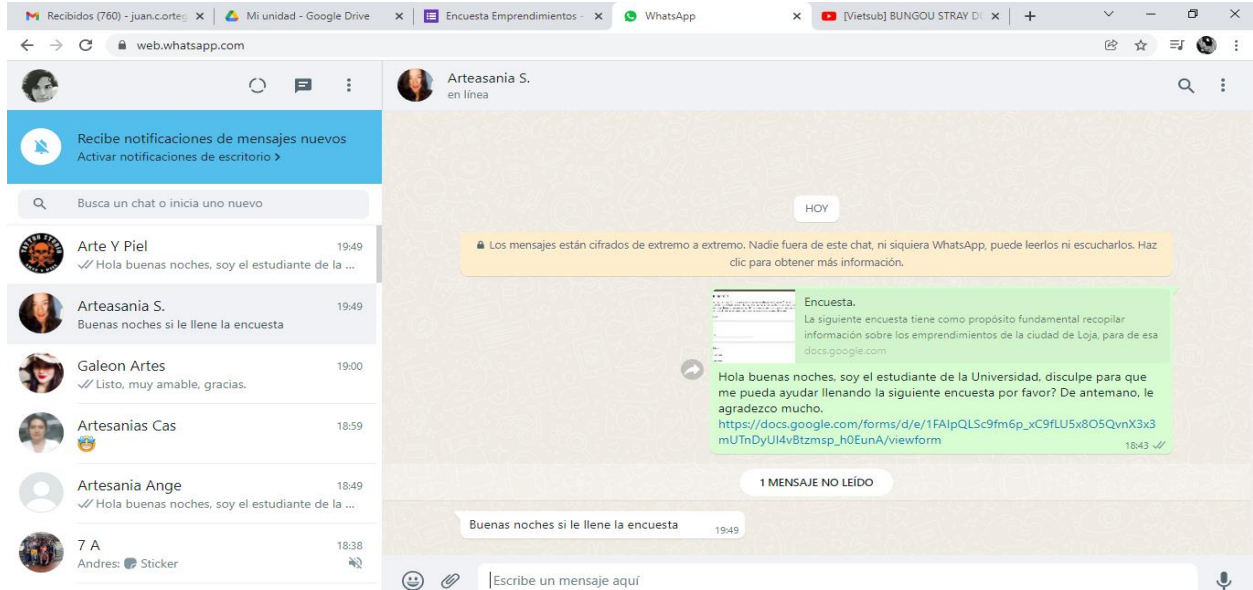 Recibidos (760) - juan.c.orteg
Mi unidad - Google Drive
Encuesta Emprendimientos -
WhatsApp
[Vietsub] BUNGOU STRAY D
web.whatsapp.com
Arteasania S.
en línea
Recibe notificaciones de mensajes nuevos
Activar notificaciones de escritorio >
Busca un chat o inicia uno nuevo
Arte Y Piel 19:49
Hola buenas noches, soy el estudiante de la ...
Arteasania S. 19:49
Buenas noches si le llene la encuesta
Galeon Artes 19:00
Listo, muy amable, gracias.
Artesanias Cas 18:59
Artesania Ange 18:49
Hola buenas noches, soy el estudiante de la ...
7 A 18:38
Andres: Sticker
HOY
Los mensajes están cifrados de extremo a extremo. Nadie fuera de este chat, ni siquiera WhatsApp, puede leerlos ni escucharlos. Haz
clic para obtener más información.
Encuesta.
La siguiente encuesta tiene como propósito fundamental recopilar
información sobre los emprendimientos de la ciudad de Loja, para de esa
docs.google.com
Hola buenas noches, soy el estudiante de la Universidad, disculpe para que
me pueda ayudar llenando la siguiente encuesta por favor? De antemano, le
agradezco mucho.
https://docs.google.com/forms/d/e/1FAIpQLSc9fm6p_xC9fLU5x8O5QvnX3x3
mUTnDyUI4vBtzmsp_h0EunA/viewform
18:43
1 MENSAJE NO LEÍDO
Buenas noches si le llene la encuesta 19:49
Escribe un mensaje aquí